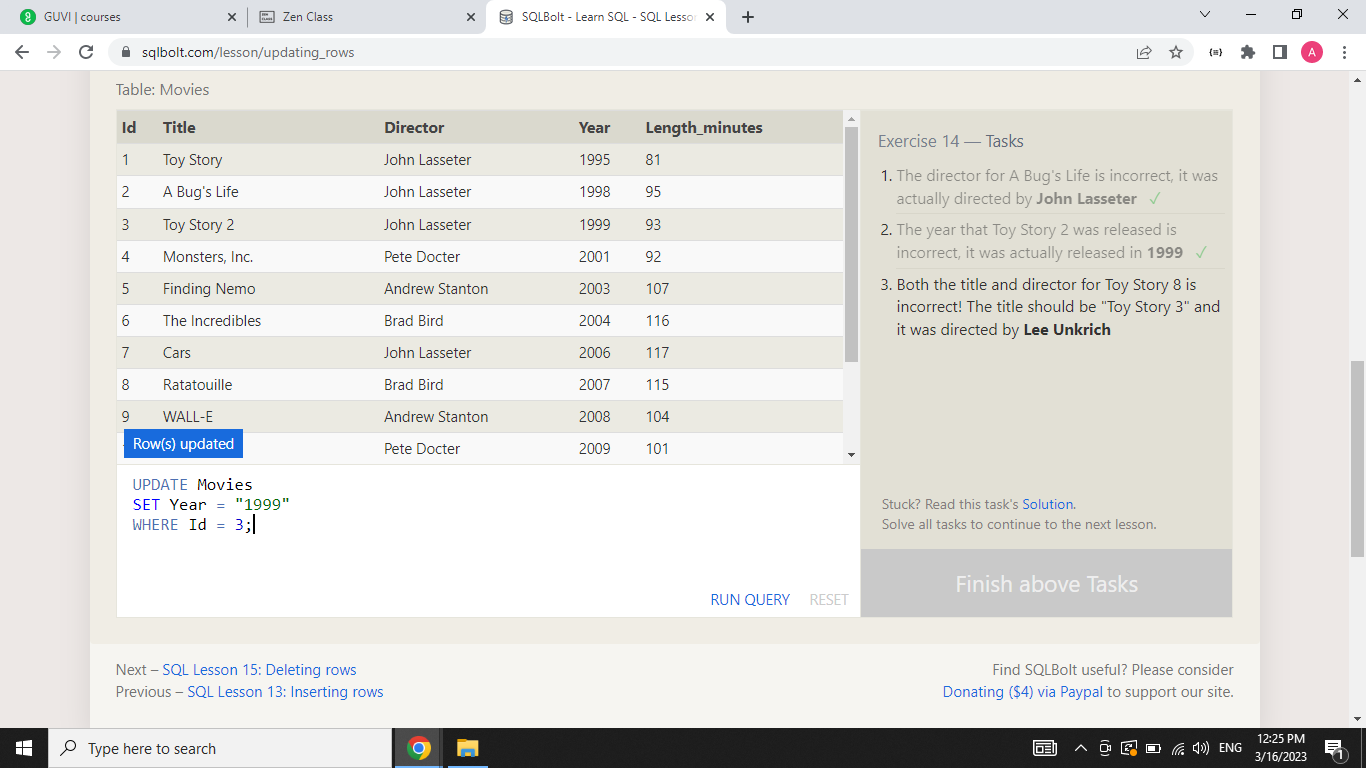 GUVI | courses
Zen Class
SQLBolt - Learn SQL - SQL Lesso
sqlbolt.com/lesson/updating_rows
A
Table: Movies
Id Title Director Year Length_minutes
1 Toy Story John Lasseter 1995 81
2 A Bug's Life John Lasseter 1998 95
3 Toy Story 2 John Lasseter 1999 93
4 Monsters, Inc. Pete Docter 2001 92
5 Finding Nemo Andrew Stanton 2003 107
6 The Incredibles Brad Bird 2004 116
7 Cars John Lasseter 2006 117
8 Ratatouille Brad Bird 2007 115
9 WALL-E Andrew Stanton 2008 104
Pete Docter 2009 101
Row(s) updated
UPDATE Movies
SET Year = "1999"
WHERE Id = 3;
RUN QUERY RESET
Exercise 14 — Tasks
1. The director for A Bug's Life is incorrect, it was
actually directed by John Lasseter ✓
2. The year that Toy Story 2 was released is
incorrect, it was actually released in 1999 ✓
3. Both the title and director for Toy Story 8 is
incorrect! The title should be "Toy Story 3" and
it was directed by Lee Unkrich
Stuck? Read this task's Solution.
Solve all tasks to continue to the next lesson.
Finish above Tasks
Next – SQL Lesson 15: Deleting rows
Previous – SQL Lesson 13: Inserting rows
Find SQLBolt useful? Please consider
Donating ($4) via Paypal to support our site.
Type here to search
ENG
12:25 PM
3/16/2023
1